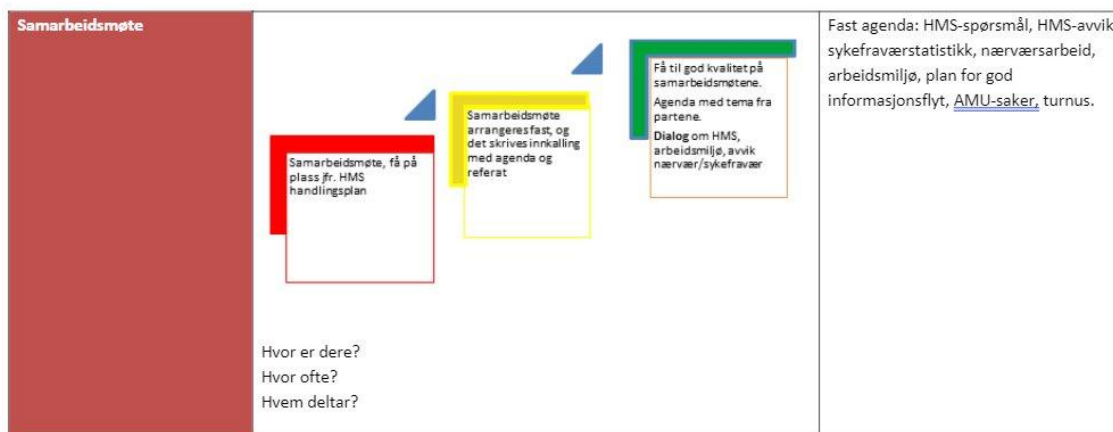 Samarbeidsmøte
Samarbeidsmøte, få på
plass jfr. HMS
handlingsplan
Samarbeidsmøte
arrangeres fast, og
det skrives innkalling
med agenda og
referat
Få til god kvalitet på
samarbeidsmøtene.
Agenda med tema fra
partene.
Dialog om HMS,
arbeidsmiljø, avvik
nærvær/sykefravær
Hvor er dere?
Hvor ofte?
Hvem deltar?
Fast agenda: HMS-spørsmål, HMS-avvik
sykefraværstatistikk, nærværsarbeid,
arbeidsmiljø, plan for god
informasjonsflyt, AMU-saker, turnus.